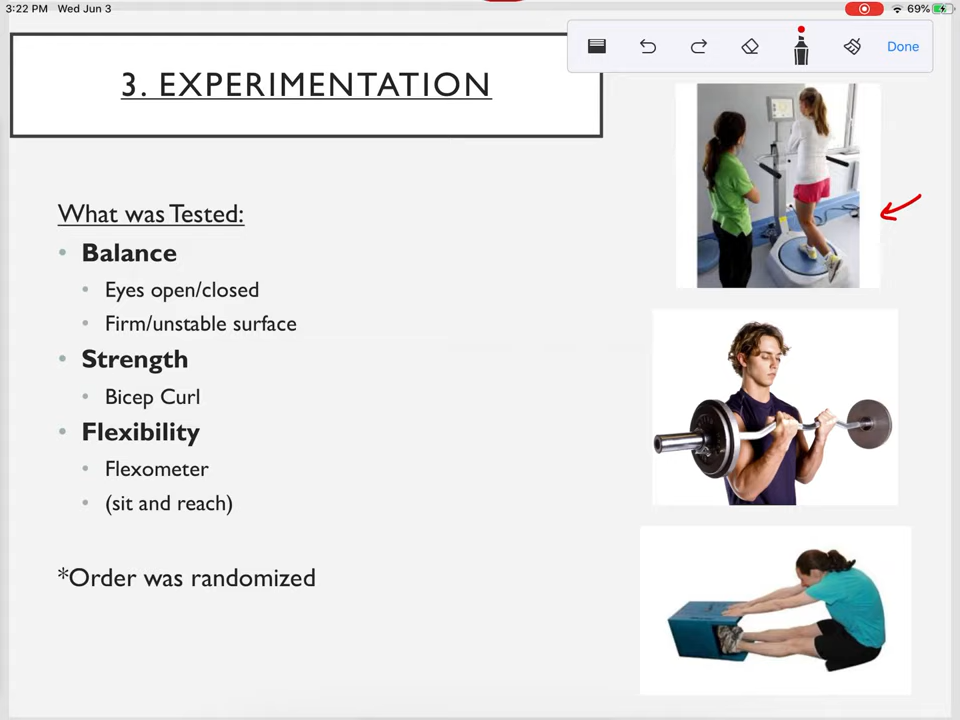 3:22 PM Wed Jun 3
69%
Done
3. EXPERIMENTATION
What was Tested:
• Balance
• Eyes open/closed
• Firm/unstable surface
• Strength
• Bicep Curl
• Flexibility
• Flexometer
• (sit and reach)
*Order was randomized